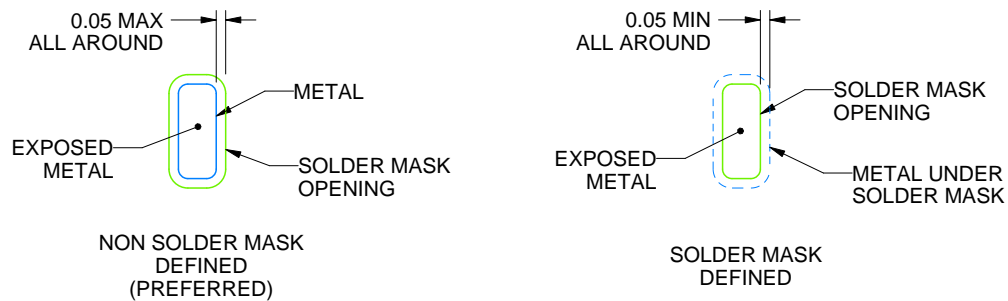 0.05 MAX
ALL AROUND
METAL
EXPOSED
METAL
SOLDER MASK
OPENING
NON SOLDER MASK
DEFINED
(PREFERRED)
0.05 MIN
ALL AROUND
SOLDER MASK
OPENING
EXPOSED
METAL
METAL UNDER
SOLDER MASK
SOLDER MASK
DEFINED